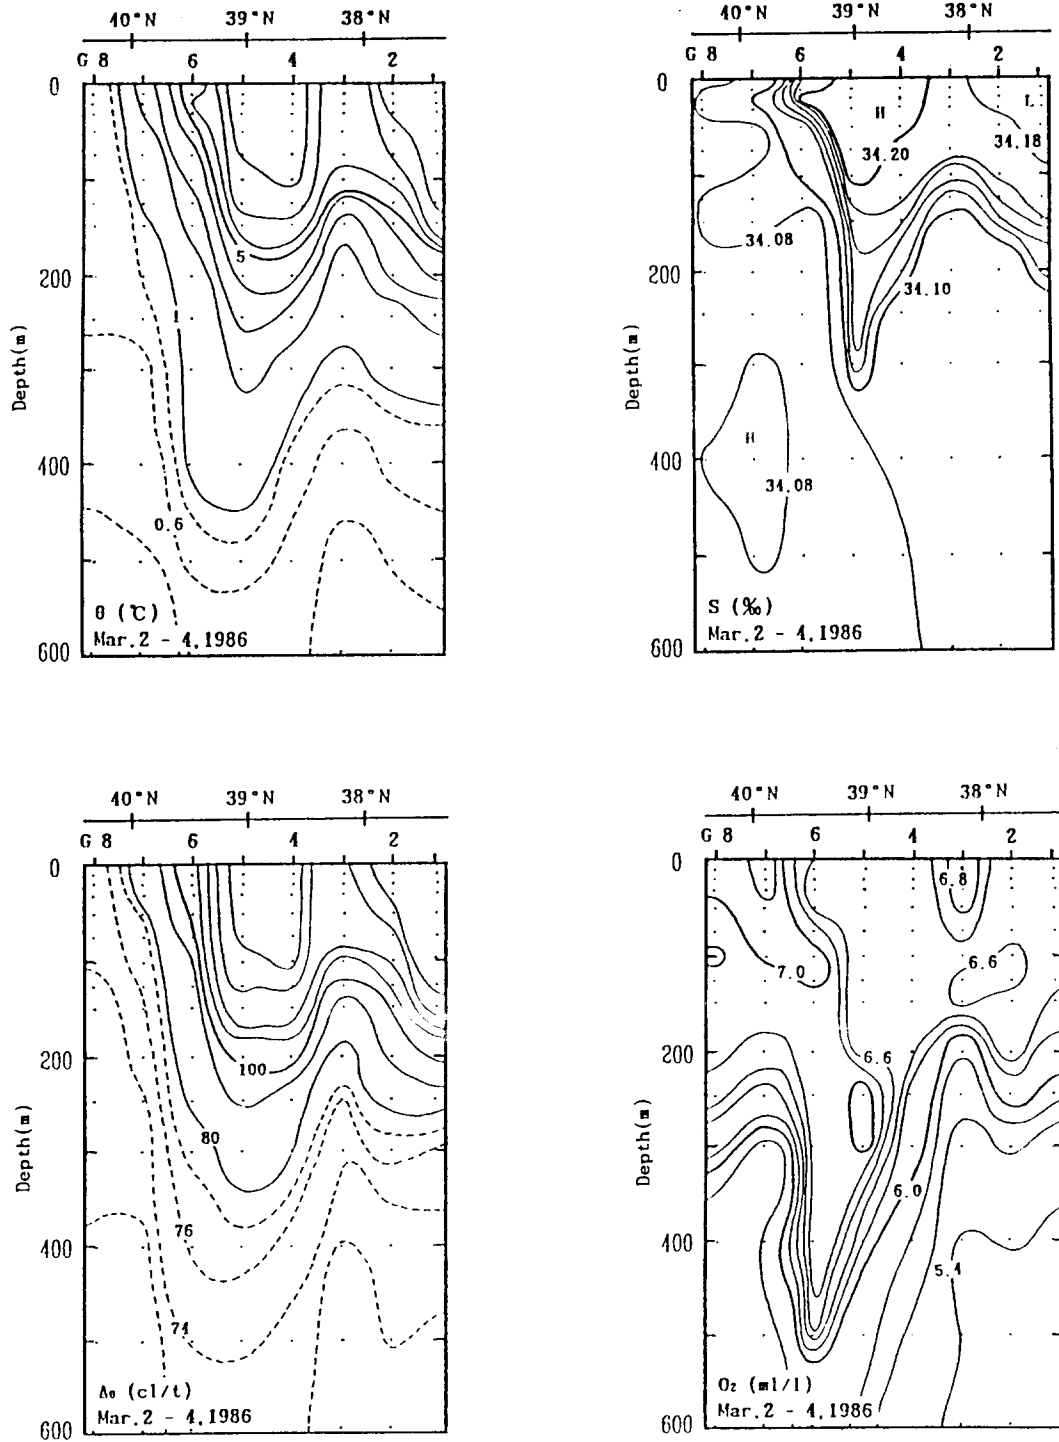 40°N 39°N 38°N
G 8 6 4 2
0
200
400
600
Depth(m)
5
1
0.6
θ (℃)
Mar.2 - 4,1986
40°N 39°N 38°N
G 8 6 4 2
0
200
400
600
Depth(m)
H
L
34.20
34.18
34.08
34.10
H
34.08
S (‰)
Mar.2 - 4,1986
40°N 39°N 38°N
G 8 6 4 2
0
200
400
600
Depth(m)
100
80
76
74
Δθ (cl/t)
Mar.2 - 4,1986
40°N 39°N 38°N
G 8 6 4 2
0
200
400
600
Depth(m)
6.8
7.0
6.6
6.6
6.0
5.4
O₂ (ml/l)
Mar.2 - 4,1986